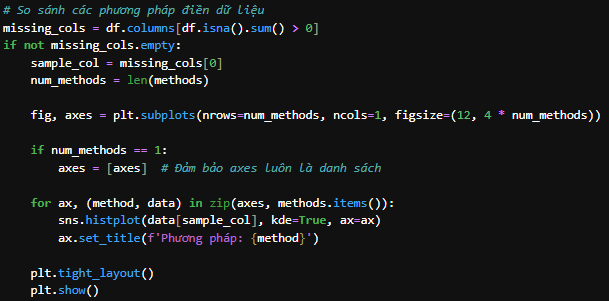 # So sánh các phương pháp điền dữ liệu
missing_cols = df.columns[df.isna().sum() > 0]
if not missing_cols.empty:
    sample_col = missing_cols[0]
    num_methods = len(methods)

    fig, axes = plt.subplots(nrows=num_methods, ncols=1, figsize=(12, 4 * num_methods))

    if num_methods == 1:
        axes = [axes]  # Đảm bảo axes luôn là danh sách

    for ax, (method, data) in zip(axes, methods.items()):
        sns.histplot(data[sample_col], kde=True, ax=ax)
        ax.set_title(f'Phương pháp: {method}')

    plt.tight_layout()
    plt.show()